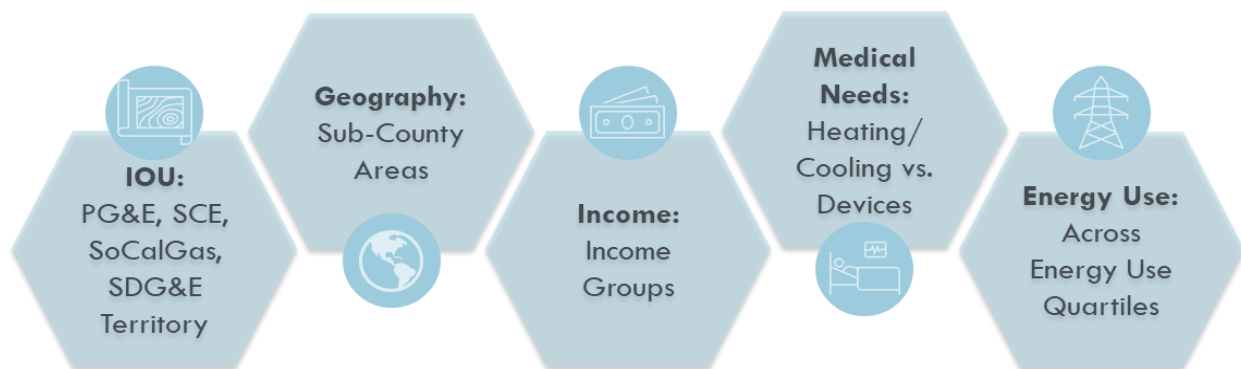 IOU:
PG&E, SCE,
SoCalGas,
SDG&E
Territory
Geography:
Sub-County
Areas
Income:
Income
Groups
Medical
Needs:
Heating/
Cooling vs.
Devices
Energy Use:
Across
Energy Use
Quartiles